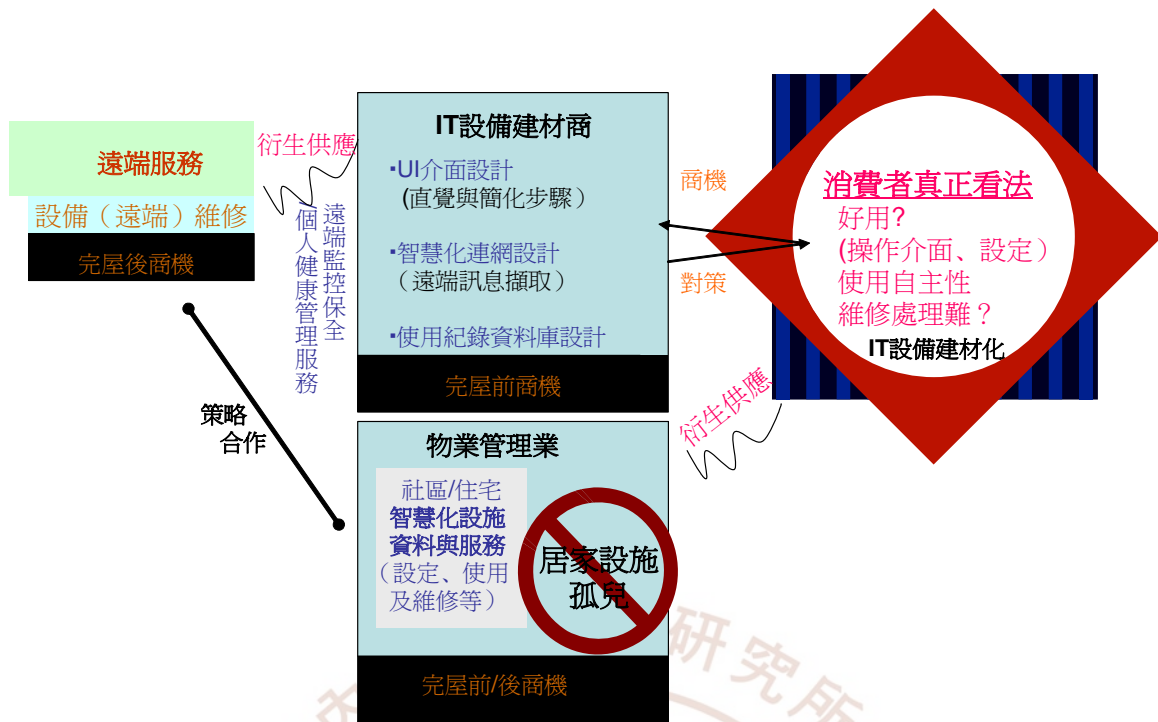 遠端服務
設備（遠端）維修
完屋後商機
衍生供應
遠端監控保全
個人健康管理服務
IT設備建材商
▪UI介面設計
(直覺與簡化步驟）
▪智慧化連網設計
（遠端訊息擷取）
▪使用紀錄資料庫設計
完屋前商機
商機
對策
消費者真正看法
好用?
(操作介面、設定）
使用自主性
維修處理難？
IT設備建材化
衍生供應
策略
合作
物業管理業
社區/住宅
智慧化設施
資料與服務
（設定、使用
及維修等）
居家設施
孤兒
完屋前/後商機
內
研究所